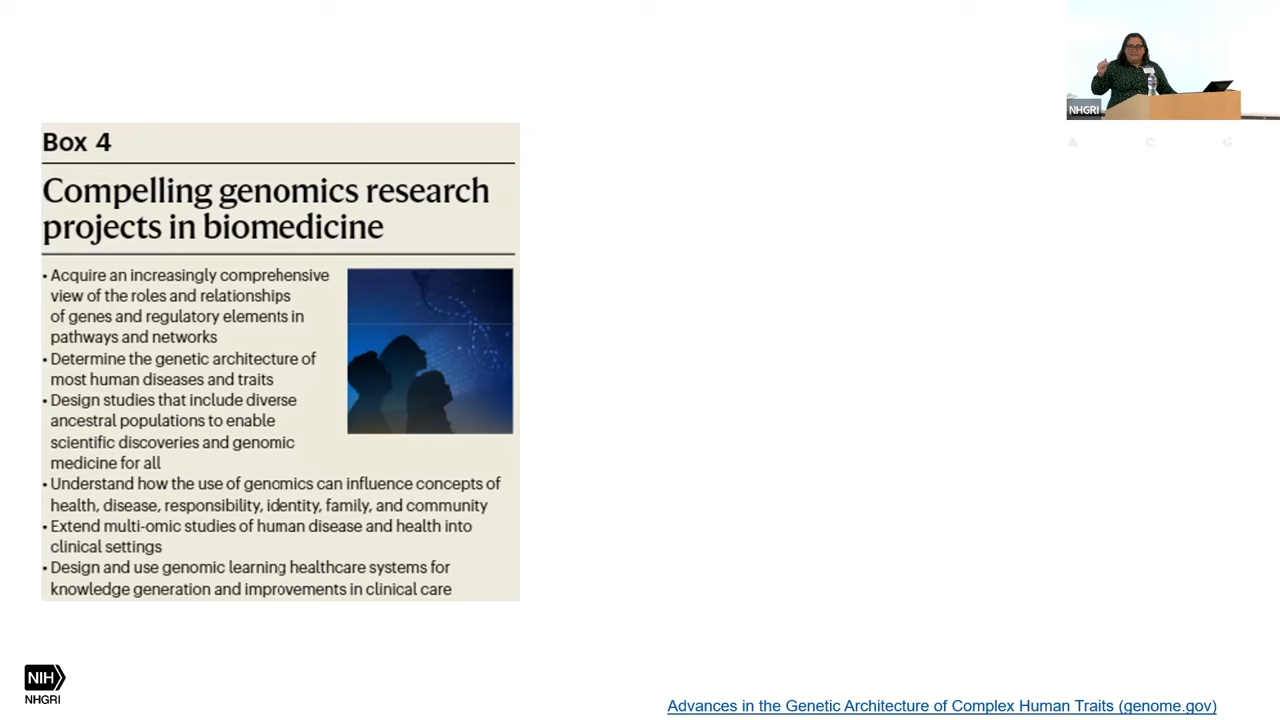 NHGRI
A C G
Box 4
Compelling genomics research
projects in biomedicine
• Acquire an increasingly comprehensive
view of the roles and relationships
of genes and regulatory elements in
pathways and networks
• Determine the genetic architecture of
most human diseases and traits
• Design studies that include diverse
ancestral populations to enable
scientific discoveries and genomic
medicine for all
• Understand how the use of genomics can influence concepts of
health, disease, responsibility, identity, family, and community
• Extend multi-omic studies of human disease and health into
clinical settings
• Design and use genomic learning healthcare systems for
knowledge generation and improvements in clinical care
NIH
NHGRI
Advances in the Genetic Architecture of Complex Human Traits (genome.gov)